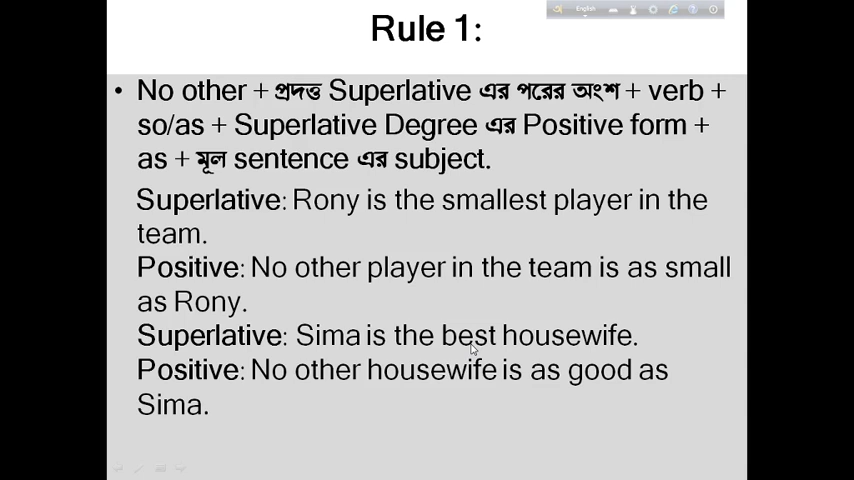 English
Rule 1:
• No other + প্রদত্ত Superlative এর পরের অংশ + verb +
so/as + Superlative Degree এর Positive form +
as + মূল sentence এর subject.
Superlative: Rony is the smallest player in the
team.
Positive: No other player in the team is as small
as Rony.
Superlative: Sima is the best housewife.
Positive: No other housewife is as good as
Sima.